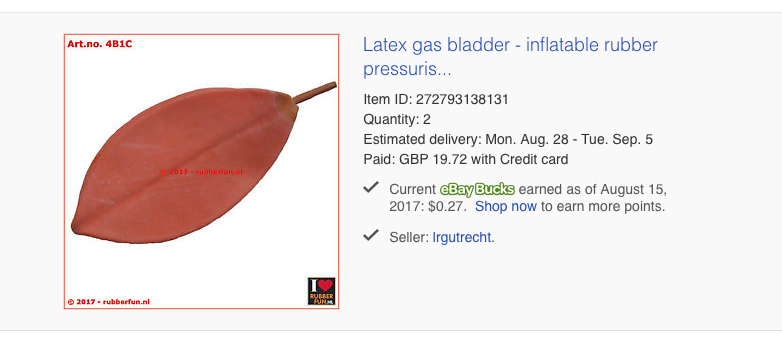 Art.no. 4B1C
© 2017 - rubberfun.nl
I
RUBBER
FUN.NL
© 2017 - rubberfun.nl
Latex gas bladder - inflatable rubber
pressuris...
Item ID: 272793138131
Quantity: 2
Estimated delivery: Mon. Aug. 28 - Tue. Sep. 5
Paid: GBP 19.72 with Credit card
Current eBay Bucks earned as of August 15,
2017: $0.27. Shop now to earn more points.
Seller: lrgutrecht.